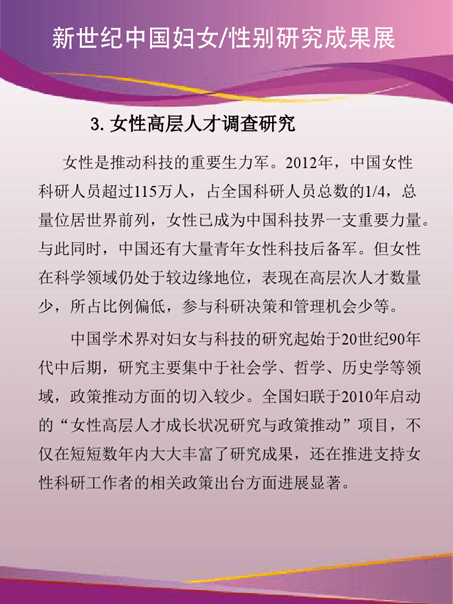 新世纪中国妇女/性别研究成果展
3. 女性高层人才调查研究
女性是推动科技的重要生力军。2012年，中国女性
科研人员超过115万人，占全国科研人员总数的1/4，总
量位居世界前列，女性已成为中国科技界一支重要力量。
与此同时，中国还有大量青年女性科技后备军。但女性
在科学领域仍处于较边缘地位，表现在高层次人才数量
少，所占比例偏低，参与科研决策和管理机会少等。
中国学术界对妇女与科技的研究起始于20世纪90年
代中后期，研究主要集中于社会学、哲学、历史学等领
域，政策推动方面的切入较少。全国妇联于2010年启动
的“女性高层人才成长状况研究与政策推动”项目，不
仅在短短数年内大大丰富了研究成果，还在推进支持女
性科研工作者的相关政策出台方面进展显著。